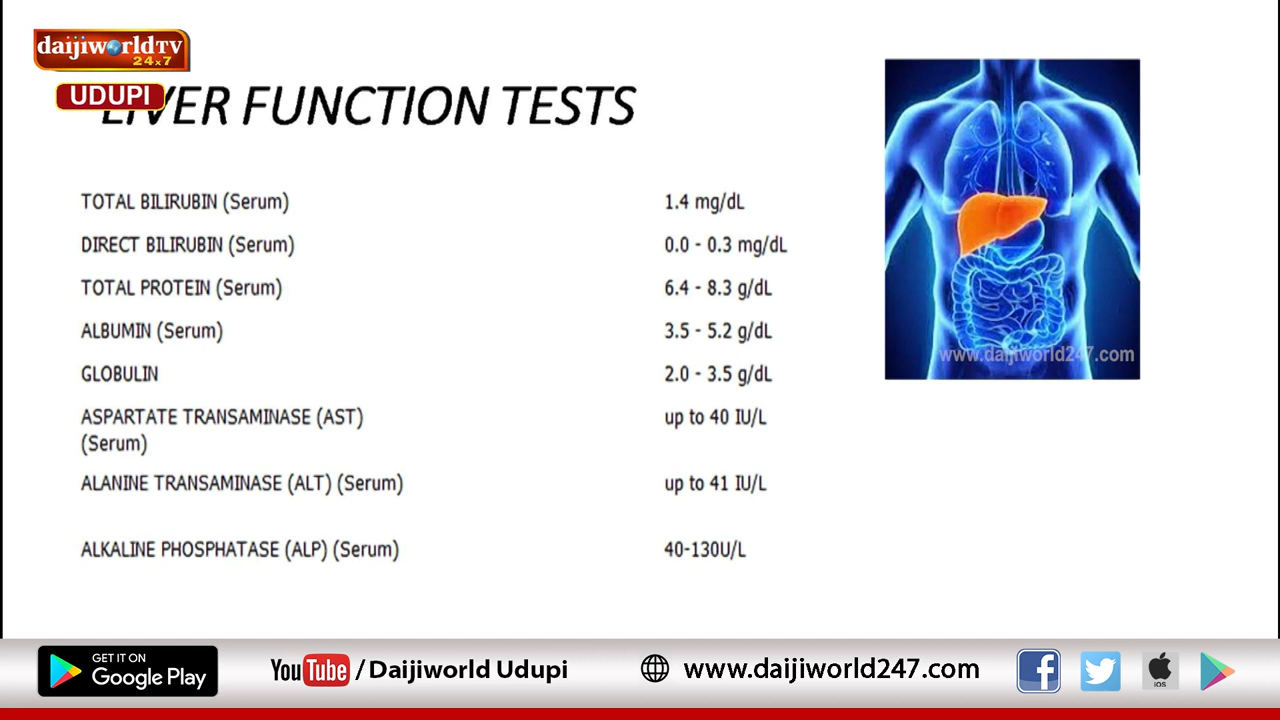 daijiworldTV
24x7
UDUPI
LIVER FUNCTION TESTS
TOTAL BILIRUBIN (Serum) 1.4 mg/dL
DIRECT BILIRUBIN (Serum) 0.0 - 0.3 mg/dL
TOTAL PROTEIN (Serum) 6.4 - 8.3 g/dL
ALBUMIN (Serum) 3.5 - 5.2 g/dL
GLOBULIN 2.0 - 3.5 g/dL
ASPARTATE TRANSAMINASE (AST) up to 40 IU/L
(Serum)
ALANINE TRANSAMINASE (ALT) (Serum) up to 41 IU/L
ALKALINE PHOSPHATASE (ALP) (Serum) 40-130U/L
www.daijiworld247.com
GET IT ON
Google Play
YouTube / Daijiworld Udupi
www.daijiworld247.com
f
iOS